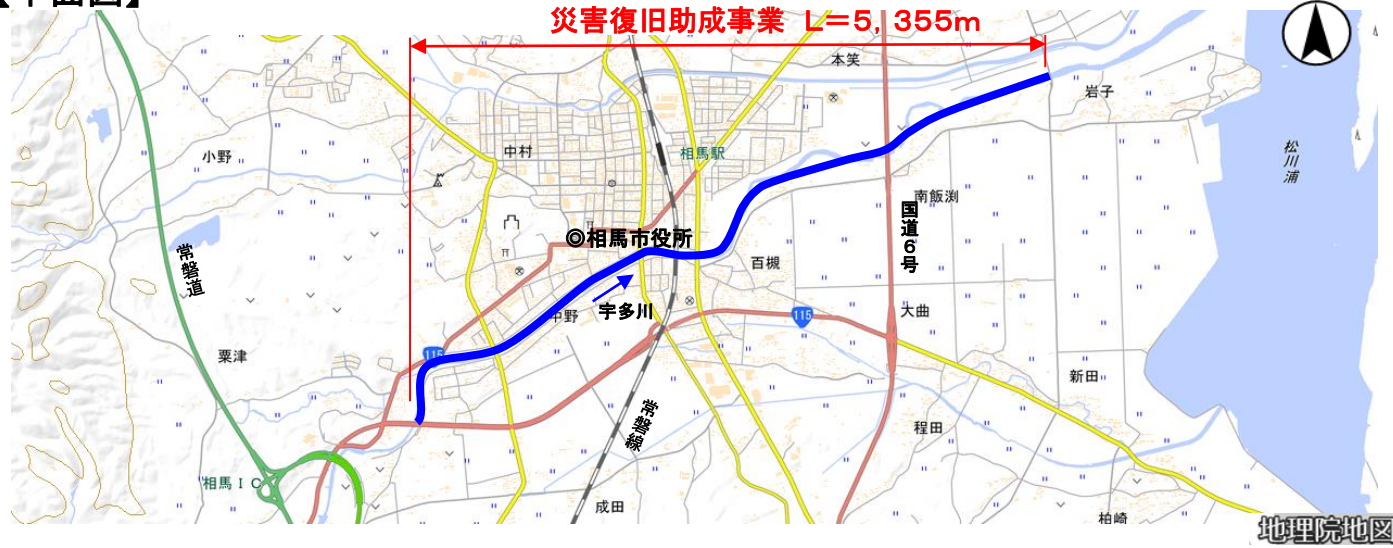 【平面図】
災害復旧助成事業 L=5,355m
本笑
岩子
小野
中村
相馬駅
松川浦
南飯渕
国道6号
◎相馬市役所
常磐道
百槻
宇多川
中野
115
大曲
115
粟津
新田
常磐線
程田
相馬IC
成田
柏崎
地理院地図